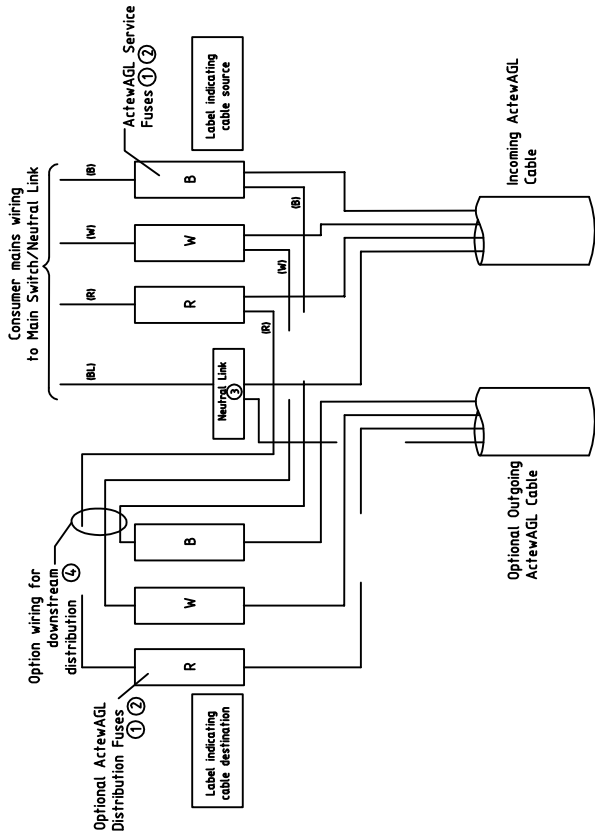 Consumer mains wiring
to Main Switch/Neutral Link
ActewAGL Service
Fuses 1 2
(BL)
(R)
(W)
(B)
R
W
B
Label indicating
cable source
Neutral Link
3
(R)
(W)
(B)
Option wiring for
downstream 4
distribution
Optional ActewAGL
Distribution Fuses
1 2
R
W
B
Label indicating
cable destination
Optional Outgoing
ActewAGL Cable
Incoming ActewAGL
Cable